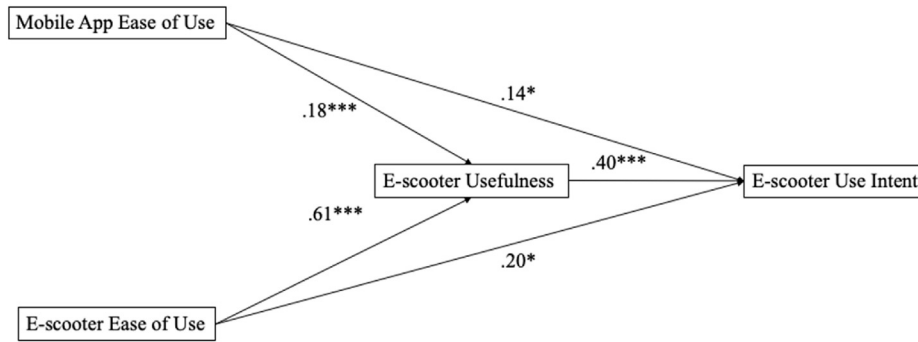 Mobile App Ease of Use
.14*
.18***
.40***
E-scooter Usefulness
E-scooter Use Intent
.61***
.20*
E-scooter Ease of Use